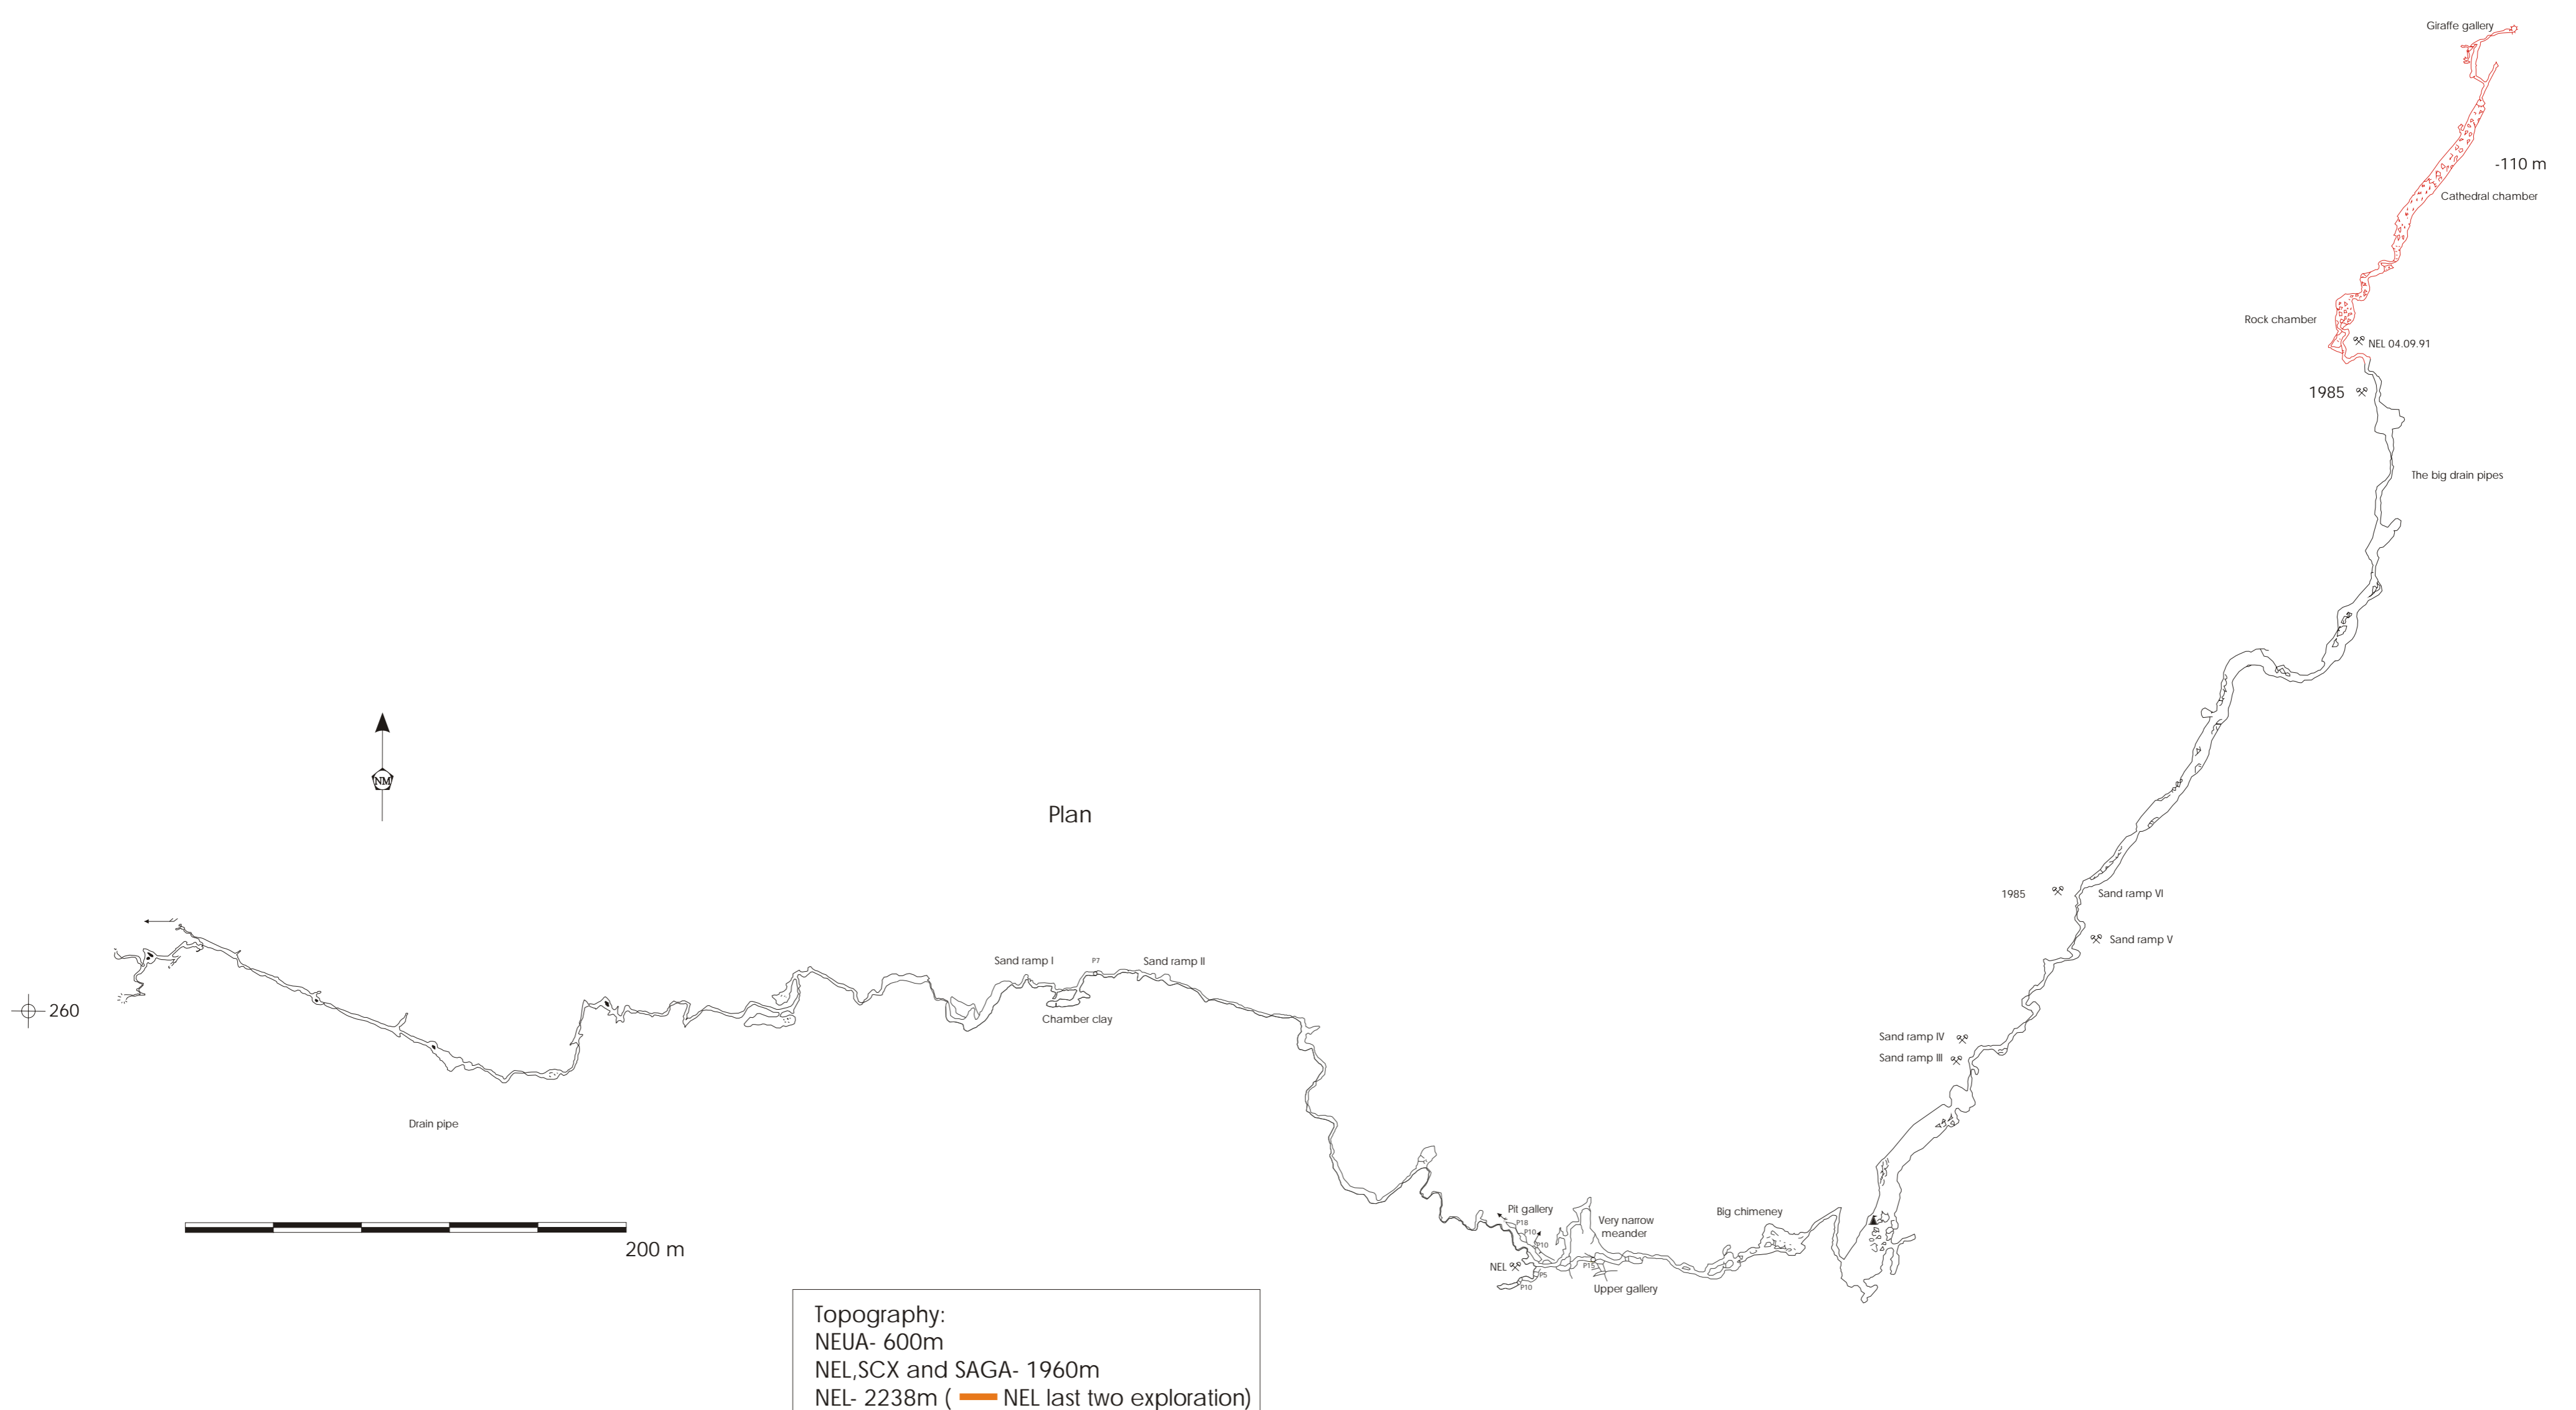 Giraffe gallery
-110 m
Cathedral chamber
Rock chamber
NEL 04.09.91
1985
The big drain pipes
NM
Plan
1985
Sand ramp VI
Sand ramp V
Sand ramp I
P7
Sand ramp II
260
Chamber clay
Sand ramp IV
Sand ramp III
Drain pipe
Pit gallery
Big chimeney
P18
Very narrow
meander
P10
P10
200 m
NEL
P15
P5
P10
Upper gallery
Topography:
NEUA- 600m
NEL,SCX and SAGA- 1960m
NEL- 2238m ( NEL last two exploration)